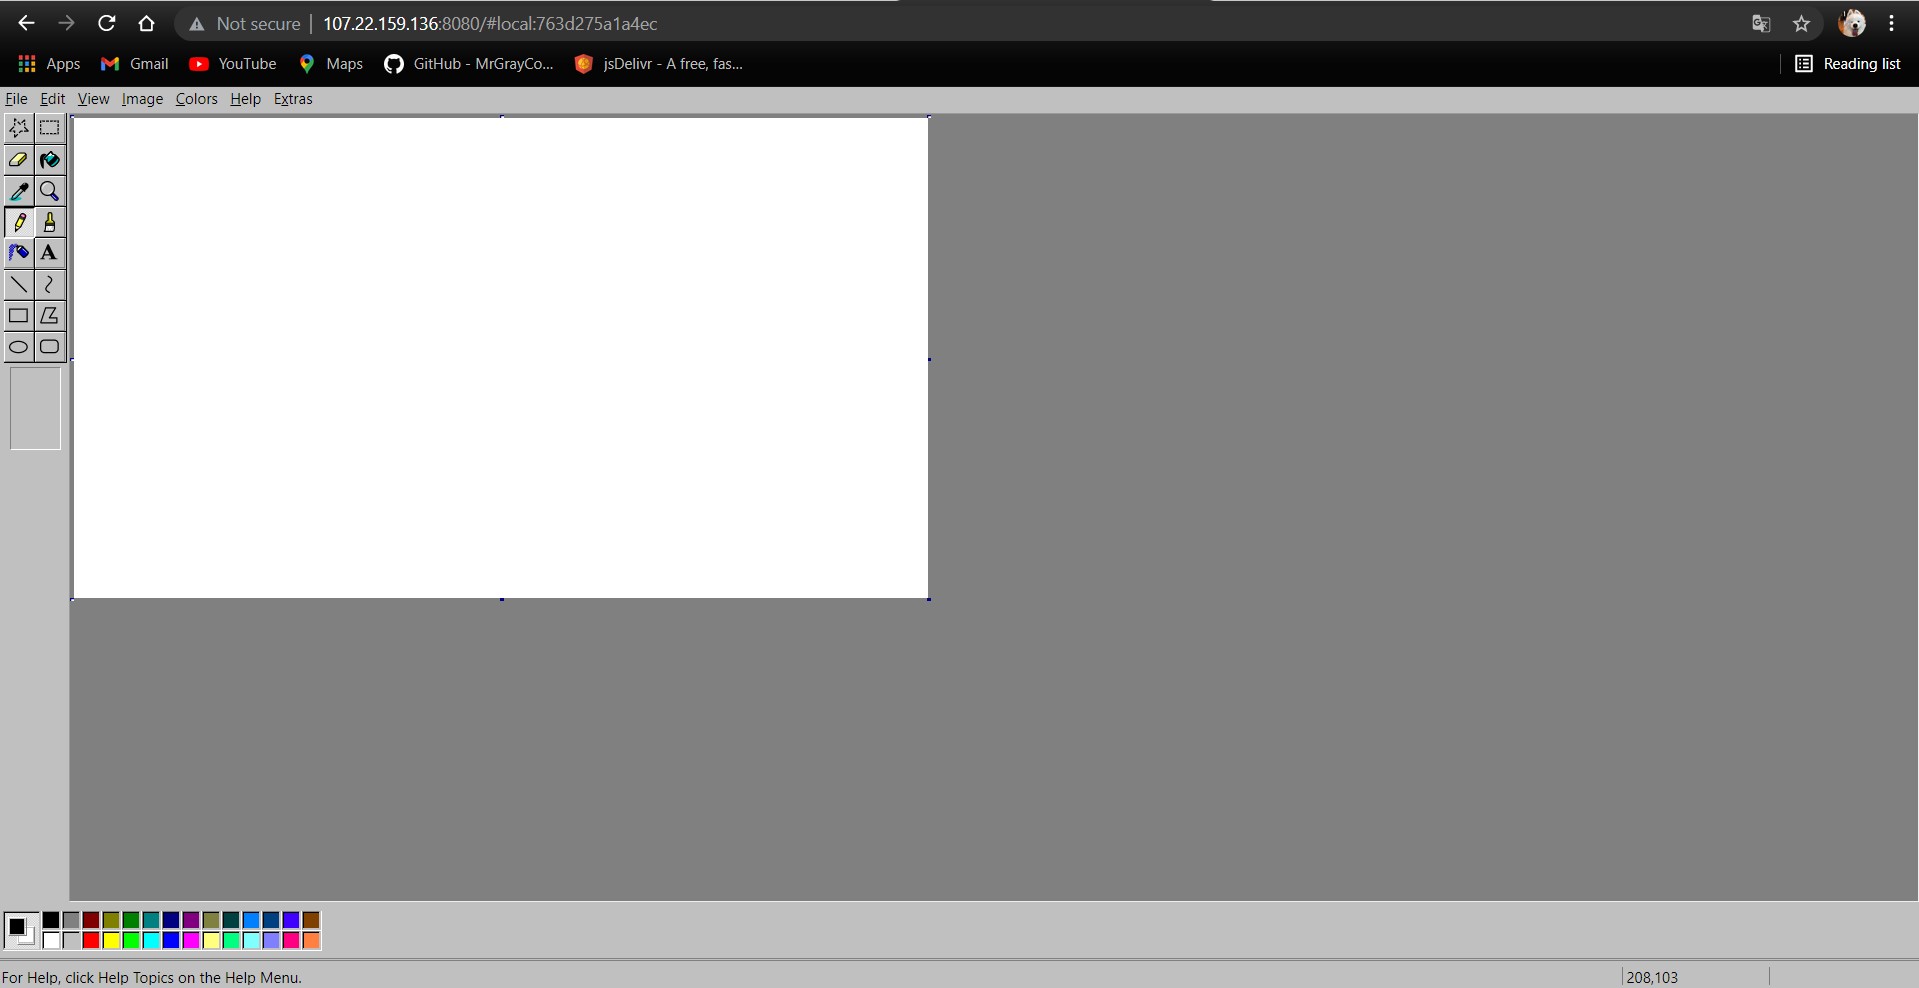 Not secure 107.22.159.136:8080/#local:763d275a1a4ec
Apps Gmail YouTube Maps GitHub - MrGrayCo... jsDelivr - A free, fas... Reading list
File Edit View Image Colors Help Extras
A
For Help, click Help Topics on the Help Menu. 208,103